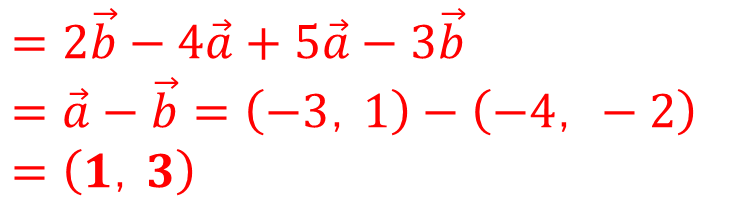 = 2b⃗ − 4a⃗ + 5a⃗ − 3b⃗
= a⃗ − b⃗ = (−3, 1) − (−4, − 2)
= (1, 3)